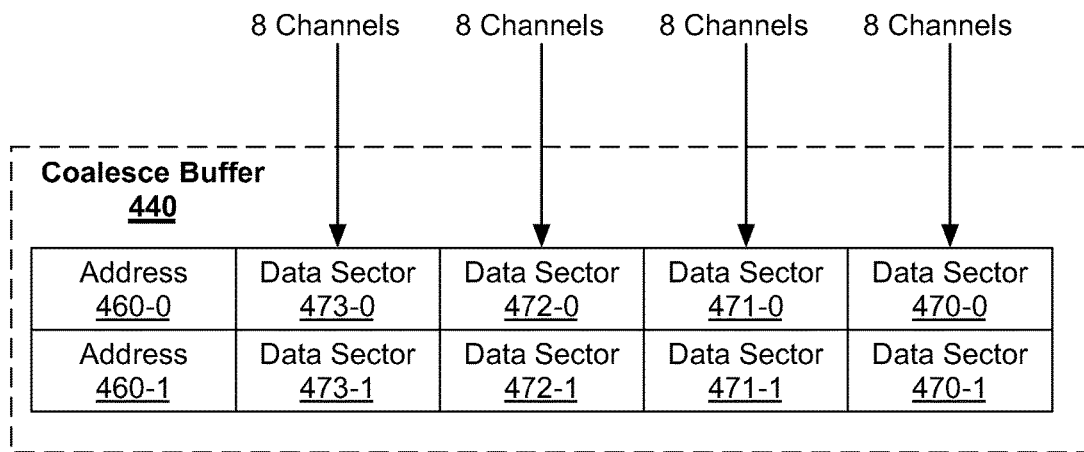 8 Channels 8 Channels 8 Channels 8 Channels
Coalesce Buffer
440
Address Data Sector Data Sector Data Sector Data Sector
460-0 473-0 472-0 471-0 470-0
Address Data Sector Data Sector Data Sector Data Sector
460-1 473-1 472-1 471-1 470-1